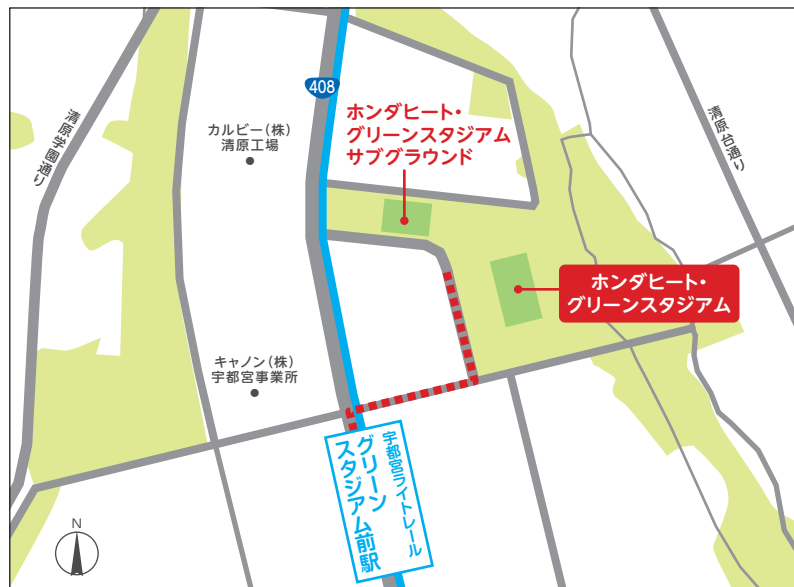 408
清原学園通り
カルビー(株)
清原工場
ホンダヒート・
グリーンスタジアム
サブグラウンド
清原台通り
ホンダヒート・
グリーンスタジアム
キヤノン(株)
宇都宮事業所
宇都宮ライトレール
グリーン
スタジアム前駅
N